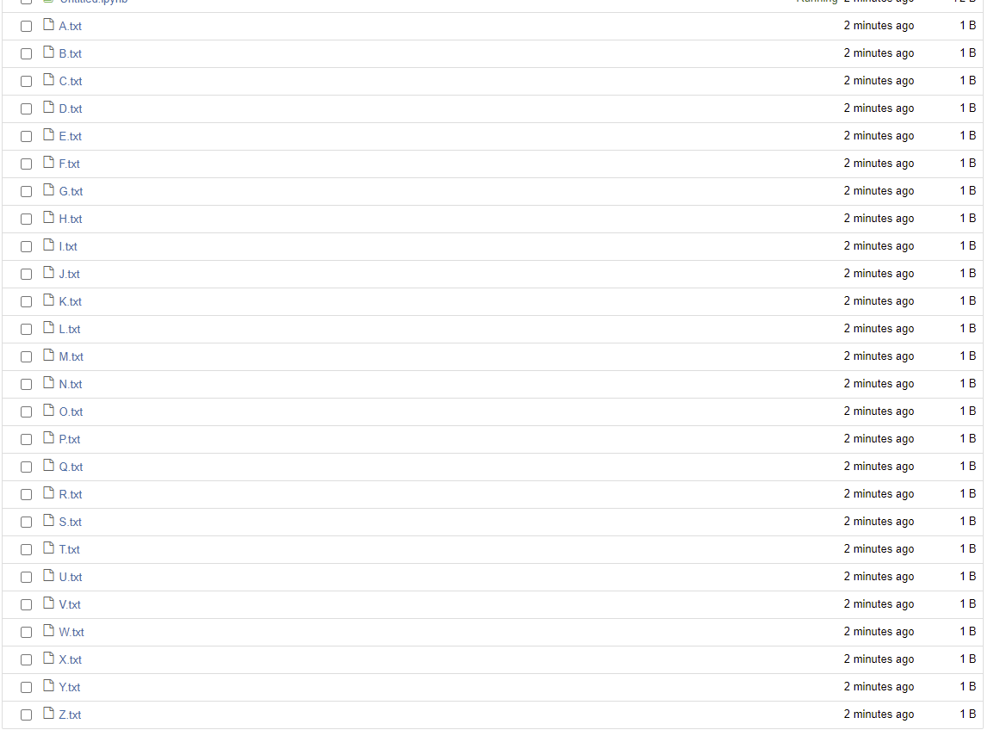 Untitled.ipynb Running 2 minutes ago
A.txt 2 minutes ago 1 B
B.txt 2 minutes ago 1 B
C.txt 2 minutes ago 1 B
D.txt 2 minutes ago 1 B
E.txt 2 minutes ago 1 B
F.txt 2 minutes ago 1 B
G.txt 2 minutes ago 1 B
H.txt 2 minutes ago 1 B
I.txt 2 minutes ago 1 B
J.txt 2 minutes ago 1 B
K.txt 2 minutes ago 1 B
L.txt 2 minutes ago 1 B
M.txt 2 minutes ago 1 B
N.txt 2 minutes ago 1 B
O.txt 2 minutes ago 1 B
P.txt 2 minutes ago 1 B
Q.txt 2 minutes ago 1 B
R.txt 2 minutes ago 1 B
S.txt 2 minutes ago 1 B
T.txt 2 minutes ago 1 B
U.txt 2 minutes ago 1 B
V.txt 2 minutes ago 1 B
W.txt 2 minutes ago 1 B
X.txt 2 minutes ago 1 B
Y.txt 2 minutes ago 1 B
Z.txt 2 minutes ago 1 B